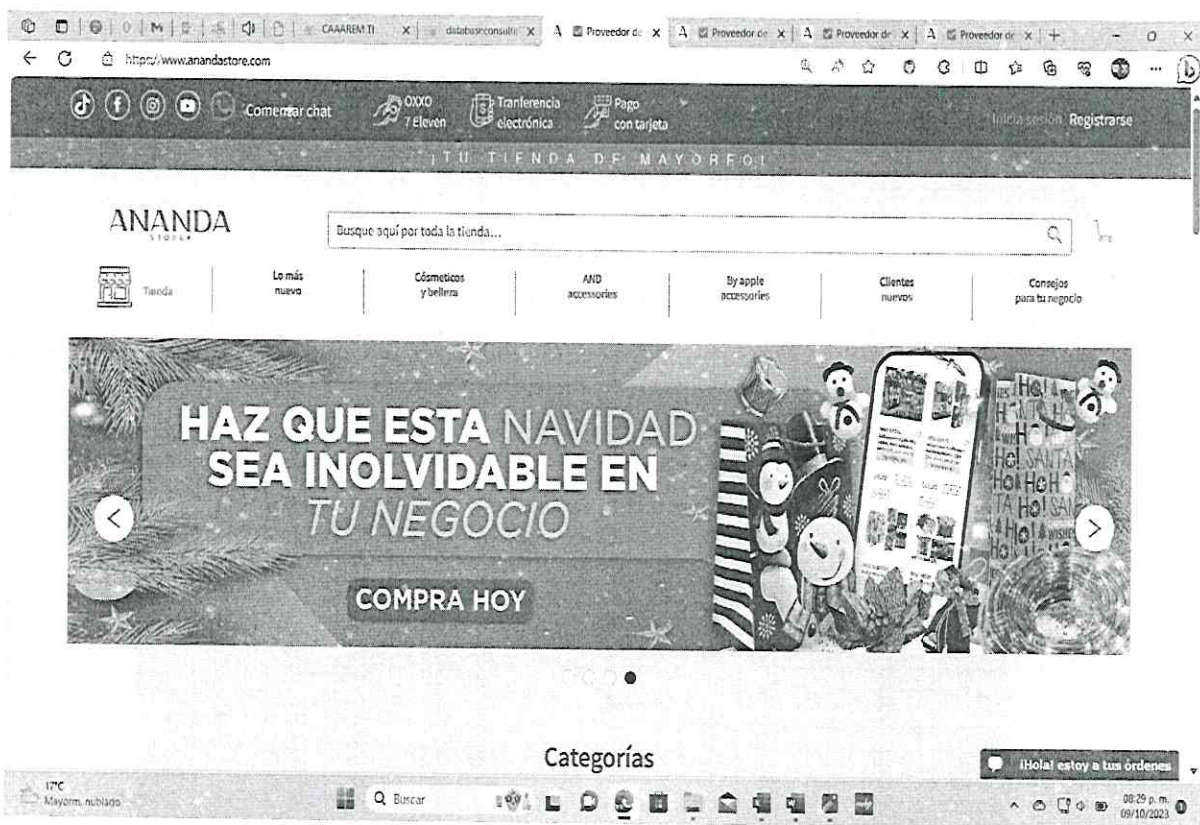 CAAAREM TI
databaseconsulti
Proveedor de
Proveedor de
Proveedor de
Proveedor de
https://www.anandastore.com
Comenzar chat
OXXO
7 Eleven
Tranferencia
electrónica
Pago
con tarjeta
Inicia sesión Registrarse
¡TU TIENDA DE MAYOREO!
ANANDA
STORE
Busque aquí por toda la tienda...
Tienda
Lo más
nuevo
Cósmeticos
y belleza
AND
accessories
By apple
accessories
Clientes
nuevos
Consejos
para tu negocio
HAZ QUE ESTA NAVIDAD
SEA INOLVIDABLE EN
TU NEGOCIO
COMPRA HOY
Categorías
¡Hola! estoy a tus órdenes
17°C
Mayorm. nublado
Buscar
08:29 p. m.
09/10/2023